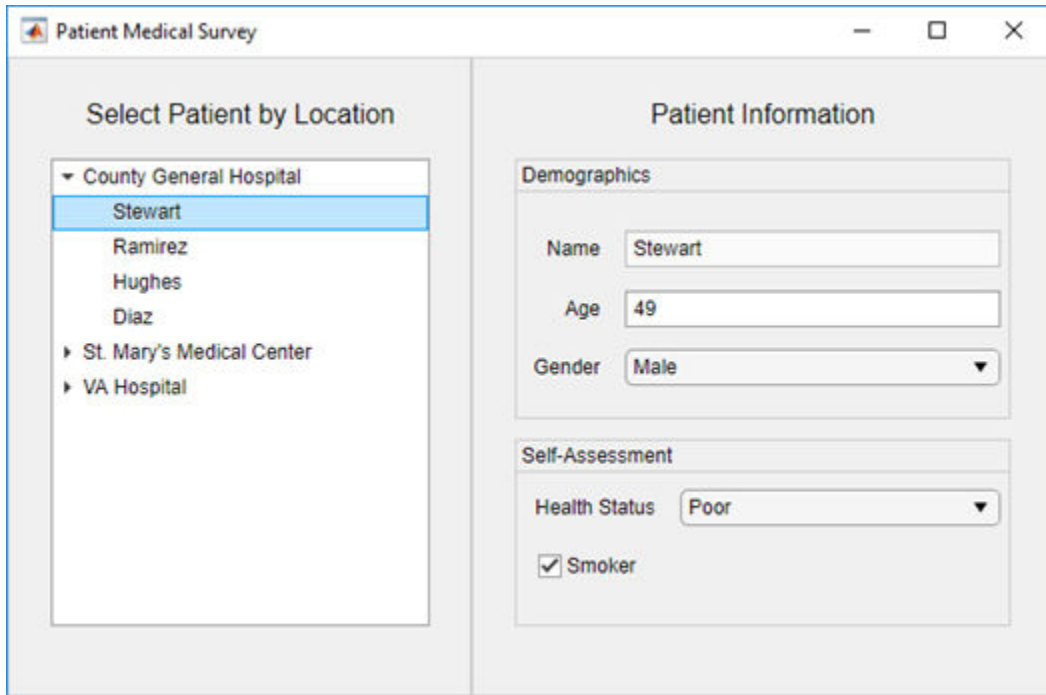 Patient Medical Survey
Select Patient by Location
County General Hospital
Stewart
Ramirez
Hughes
Diaz
St. Mary's Medical Center
VA Hospital
Patient Information
Demographics
Name Stewart
Age 49
Gender Male
Self-Assessment
Health Status Poor
Smoker